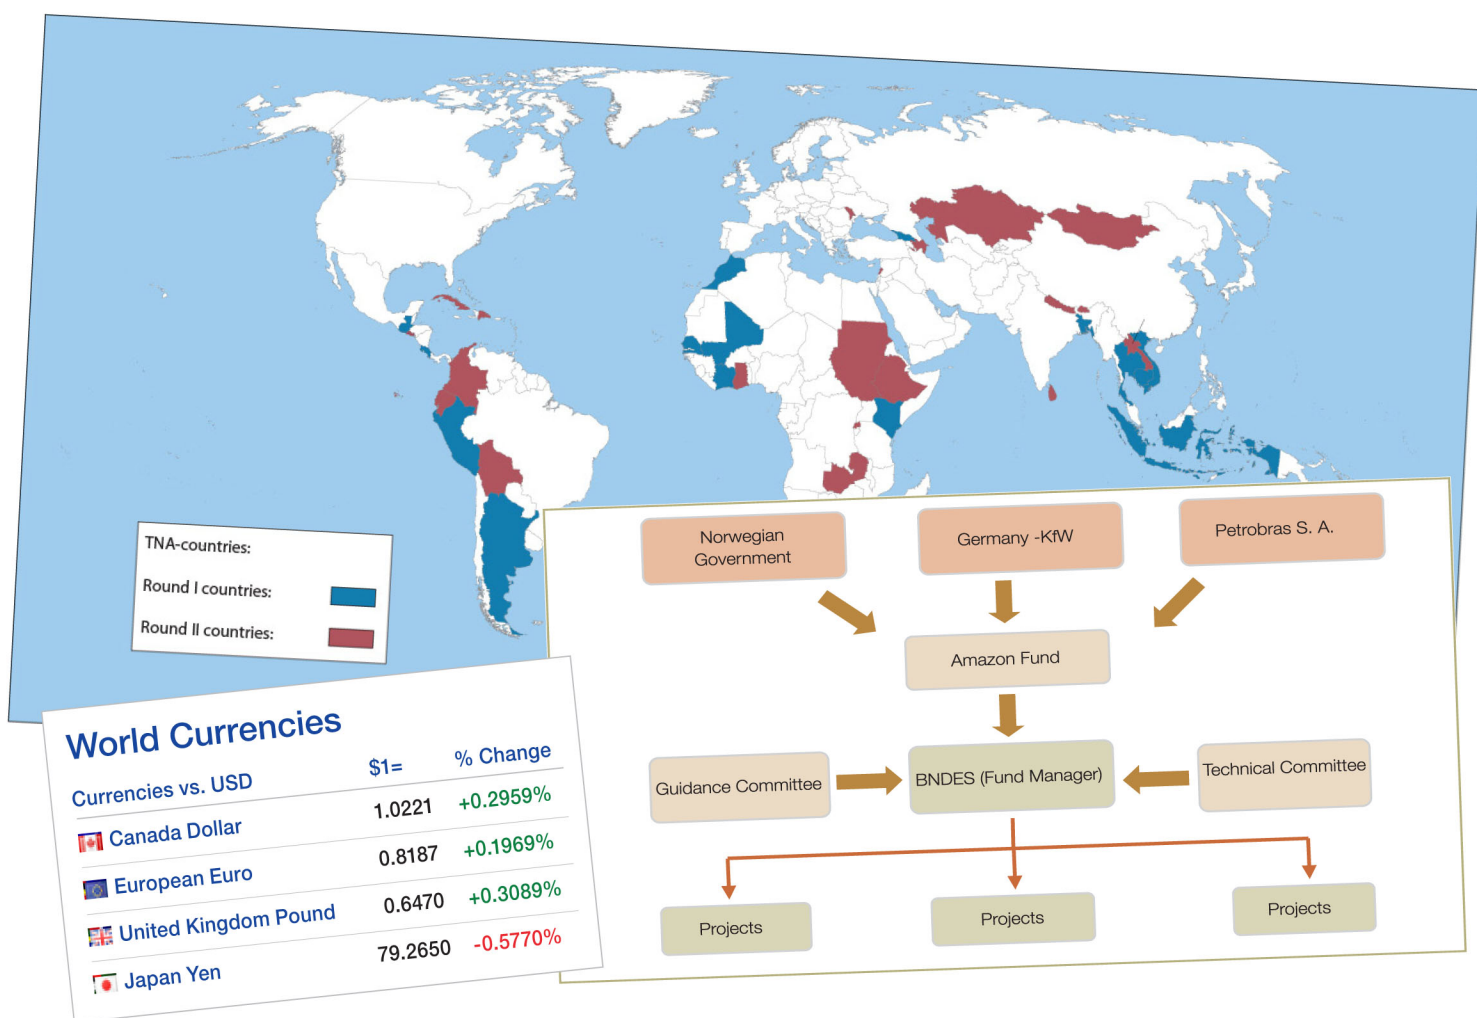 TNA-countries:
Round I countries:
Round II countries:
Norwegian
Government
Germany -KfW
Petrobras S. A.
Amazon Fund
Guidance Committee
BNDES (Fund Manager)
Technical Committee
Projects
Projects
Projects
World Currencies
Currencies vs. USD $1= % Change
Canada Dollar 1.0221 +0.2959%
European Euro 0.8187 +0.1969%
United Kingdom Pound 0.6470 +0.3089%
Japan Yen 79.2650 -0.5770%